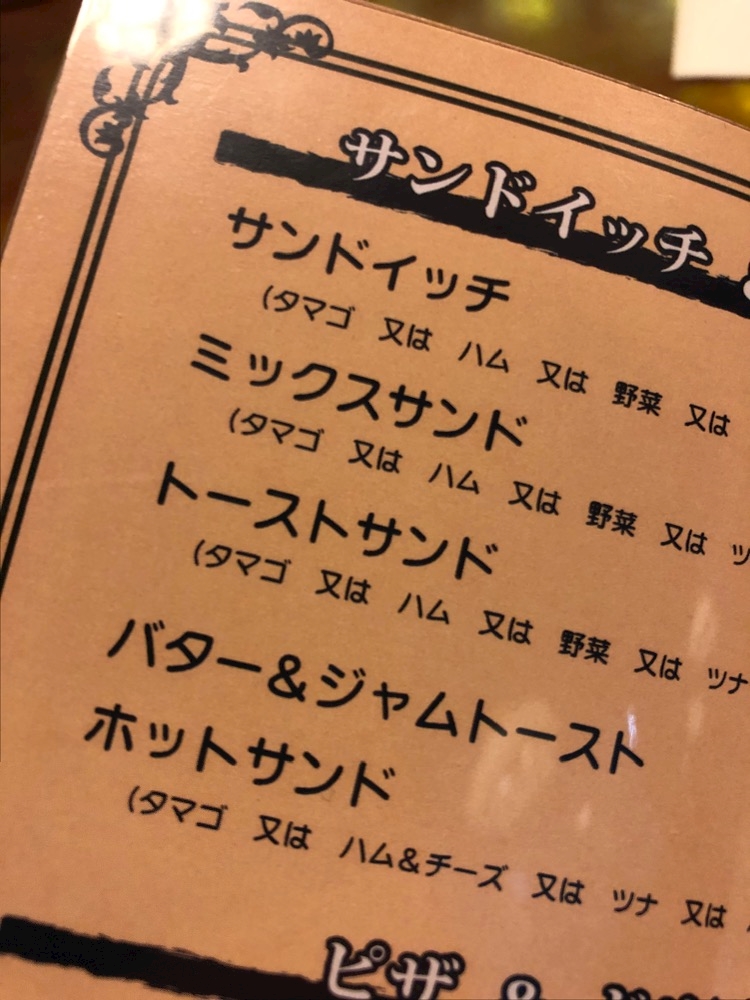 サンドイッチ
サンドイッチ
(タマゴ 又は ハム 又は 野菜 又は
ミックスサンド
(タマゴ 又は ハム 又は 野菜 又は ツ
トーストサンド
(タマゴ 又は ハム 又は 野菜 又は ツナ
バター&ジャムトースト
ホットサンド
(タマゴ 又は ハム&チーズ 又は ツナ 又は
ピザ &